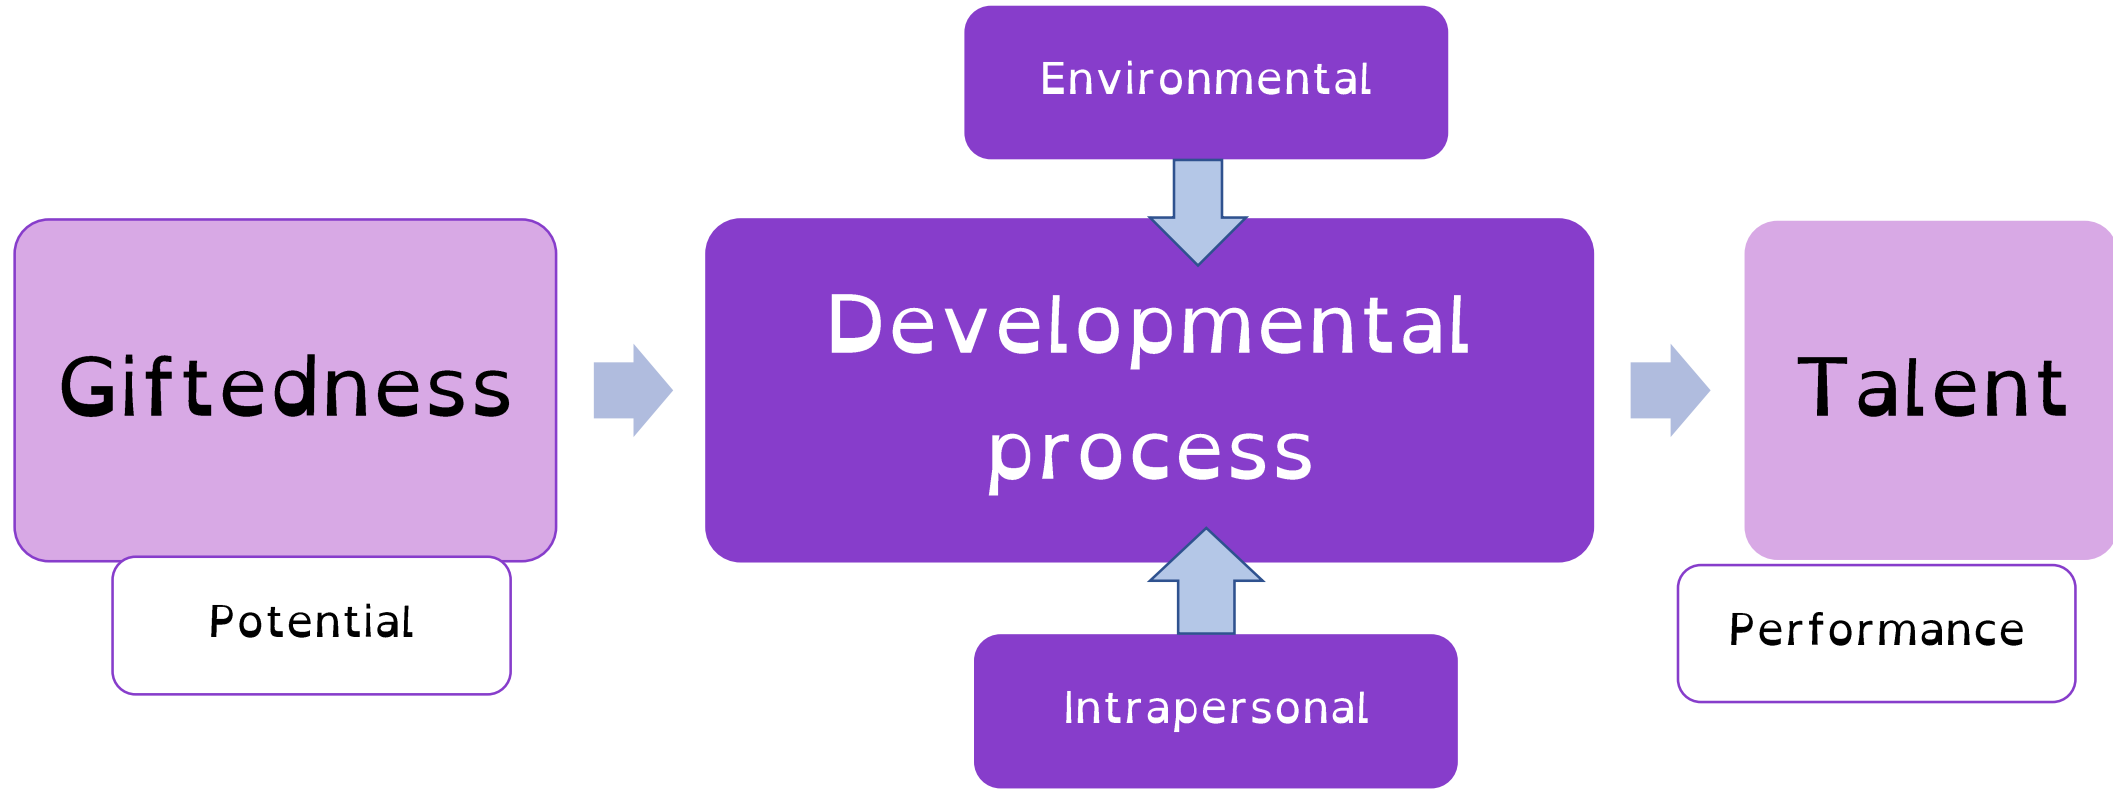 Environmental
Giftedness
Developmental
process
Talent
Potential
Performance
Intrapersonal